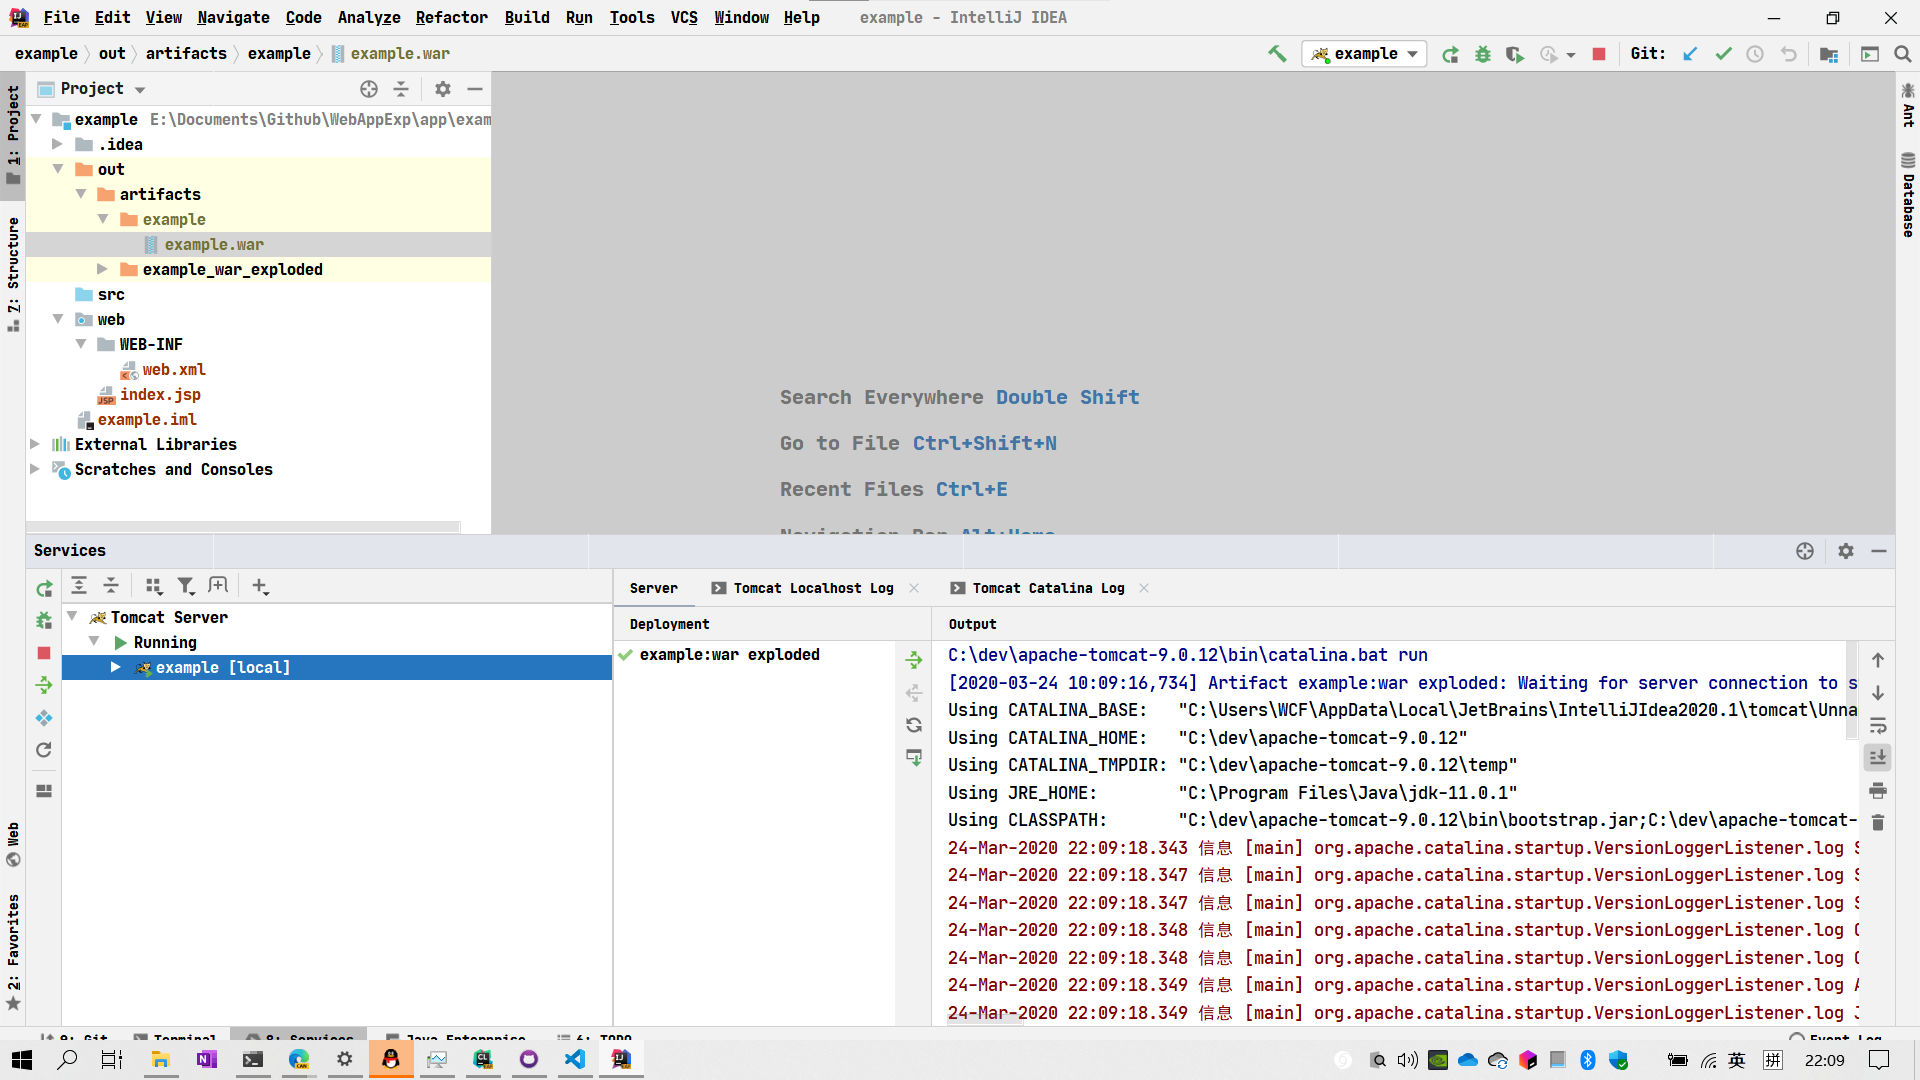 File Edit View Navigate Code Analyze Refactor Build Run Tools VCS Window Help example - IntelliJ IDEA
example out artifacts example example.war
example Git:
Project
1: Project
7: Structure
Web
2: Favorites
example E:\Documents\Github\WebAppExp\app\exam
.idea
out
artifacts
example
example.war
example_war_exploded
src
web
WEB-INF
web.xml
index.jsp
example.iml
External Libraries
Scratches and Consoles
Search Everywhere Double Shift
Go to File Ctrl+Shift+N
Recent Files Ctrl+E
Navigation Bar Alt+Home
Ant
Database
Services
Tomcat Server
Running
example [local]
Server Tomcat Localhost Log Tomcat Catalina Log
Deployment
example:war exploded
Output
C:\dev\apache-tomcat-9.0.12\bin\catalina.bat run
[2020-03-24 10:09:16,734] Artifact example:war exploded: Waiting for server connection to s
Using CATALINA_BASE: "C:\Users\WCF\AppData\Local\JetBrains\IntelliJIdea2020.1\tomcat\Unna
Using CATALINA_HOME: "C:\dev\apache-tomcat-9.0.12"
Using CATALINA_TMPDIR: "C:\dev\apache-tomcat-9.0.12\temp"
Using JRE_HOME: "C:\Program Files\Java\jdk-11.0.1"
Using CLASSPATH: "C:\dev\apache-tomcat-9.0.12\bin\bootstrap.jar;C:\dev\apache-tomcat-
24-Mar-2020 22:09:18.343 信息 [main] org.apache.catalina.startup.VersionLoggerListener.log S
24-Mar-2020 22:09:18.347 信息 [main] org.apache.catalina.startup.VersionLoggerListener.log S
24-Mar-2020 22:09:18.347 信息 [main] org.apache.catalina.startup.VersionLoggerListener.log S
24-Mar-2020 22:09:18.348 信息 [main] org.apache.catalina.startup.VersionLoggerListener.log O
24-Mar-2020 22:09:18.348 信息 [main] org.apache.catalina.startup.VersionLoggerListener.log O
24-Mar-2020 22:09:18.349 信息 [main] org.apache.catalina.startup.VersionLoggerListener.log A
24-Mar-2020 22:09:18.349 信息 [main] org.apache.catalina.startup.VersionLoggerListener.log J
9: Git Terminal 8: Services Java Enterprise 6: TODO Event Log
英 拼 22:09